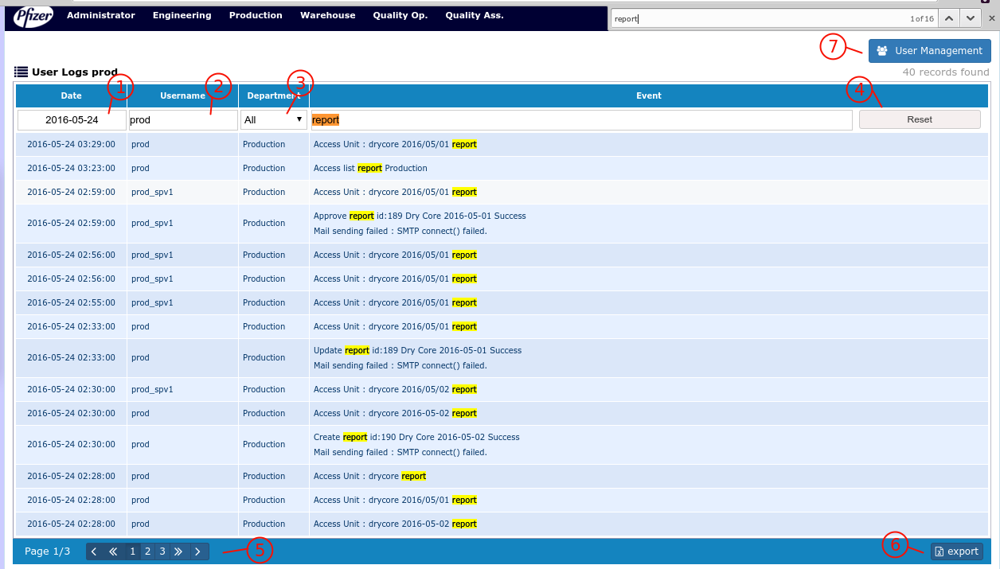 Pfizer Administrator Engineering Production Warehouse Quality Op. Quality Ass. report 1 of 16
7 User Management
User Logs prod 40 records found
Date 1 Username 2 Department 3 Event 4
2016-05-24 prod All report Reset
2016-05-24 03:29:00 prod Production Access Unit : drycore 2016/05/01 report
2016-05-24 03:23:00 prod Production Access list report Production
2016-05-24 02:59:00 prod_spv1 Production Access Unit : drycore 2016/05/01 report
2016-05-24 02:59:00 prod_spv1 Production Approve report id:189 Dry Core 2016-05-01 Success
Mail sending failed : SMTP connect() failed.
2016-05-24 02:56:00 prod_spv1 Production Access Unit : drycore 2016/05/01 report
2016-05-24 02:56:00 prod_spv1 Production Access Unit : drycore 2016/05/01 report
2016-05-24 02:55:00 prod_spv1 Production Access Unit : drycore 2016/05/01 report
2016-05-24 02:33:00 prod Production Access Unit : drycore 2016/05/01 report
2016-05-24 02:33:00 prod Production Update report id:189 Dry Core 2016-05-01 Success
Mail sending failed : SMTP connect() failed.
2016-05-24 02:30:00 prod_spv1 Production Access Unit : drycore 2016/05/02 report
2016-05-24 02:30:00 prod Production Access Unit : drycore 2016-05-02 report
2016-05-24 02:30:00 prod Production Create report id:190 Dry Core 2016-05-02 Success
Mail sending failed : SMTP connect() failed.
2016-05-24 02:28:00 prod Production Access Unit : drycore report
2016-05-24 02:28:00 prod Production Access Unit : drycore 2016/05/01 report
2016-05-24 02:28:00 prod Production Access Unit : drycore 2016-05-02 report
Page 1/3 1 2 3 5 6 export